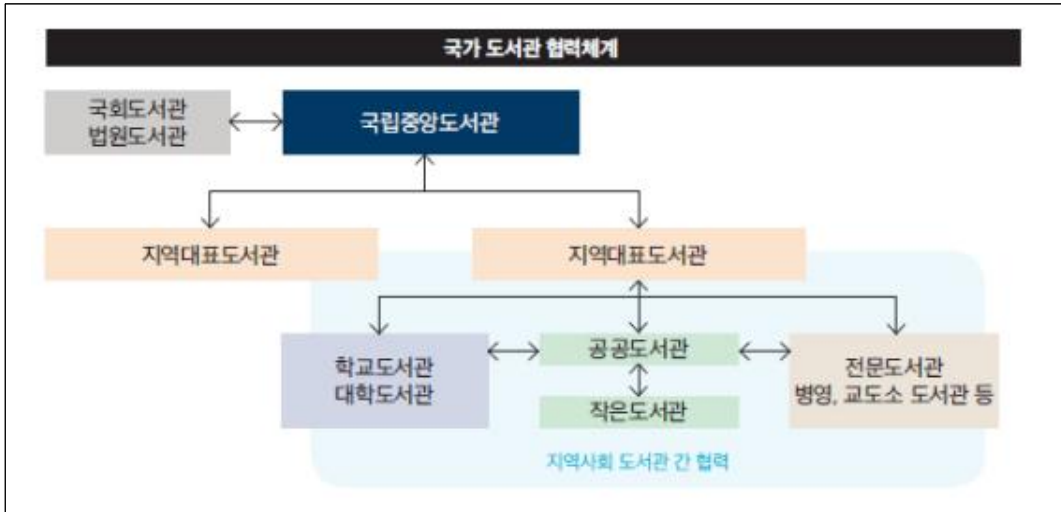 국가 도서관 협력체계
국회도서관
법원도서관
국립중앙도서관
지역대표도서관
지역대표도서관
학교도서관
대학도서관
공공도서관
작은도서관
전문도서관
병영, 교도소 도서관 등
지역사회 도서관 간 협력